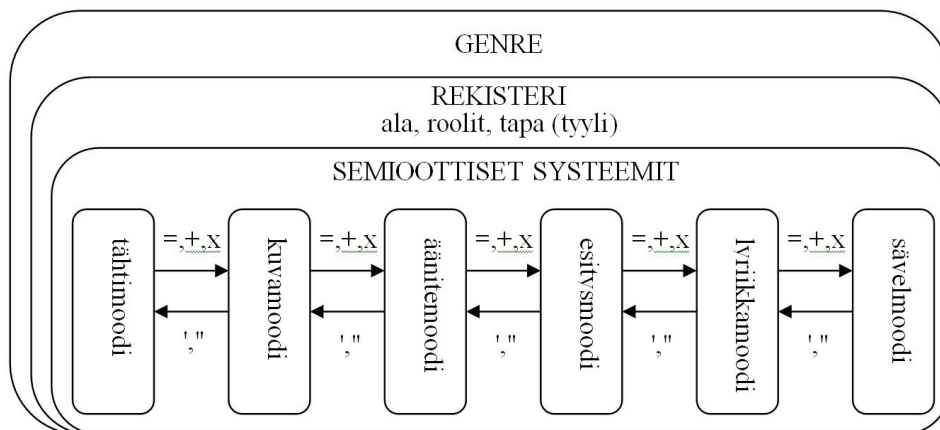 GENRE
REKISTERI
ala, roolit, tapa (tyyli)
SEMIOOTTISET SYSTEEMIT
tähtimoodi
=,+,x
','' 
kuvamoodi
=,+,x
',''
äänitemoodi
=,+,x
',''
esitysmoodi
=,+,x
',''
lyriikkamoodi
=,+,x
',''
sävelmoodi